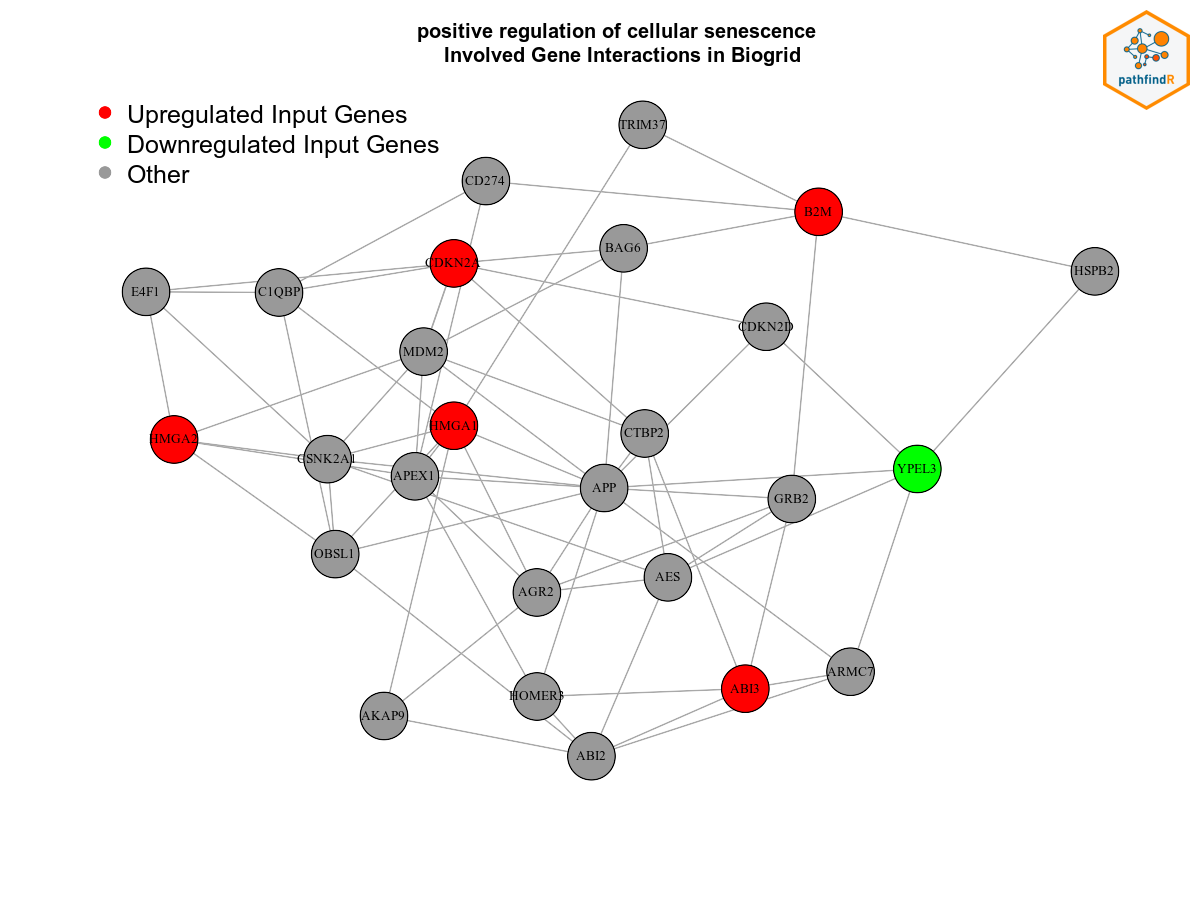 positive regulation of cellular senescence
Involved Gene Interactions in Biogrid
pathfindR
Upregulated Input Genes
Downregulated Input Genes
Other
TRIM37
CD274
B2M
BAG6
CDKN2A
HSPB2
E4F1
C1QBP
CDKN2D
MDM2
HMGA2
HMGA1
CTBP2
CSNK2A1
APEX1
YPEL3
APP
GRB2
OBSL1
AES
AGR2
ARMC7
ABI3
HOMER3
AKAP9
ABI2